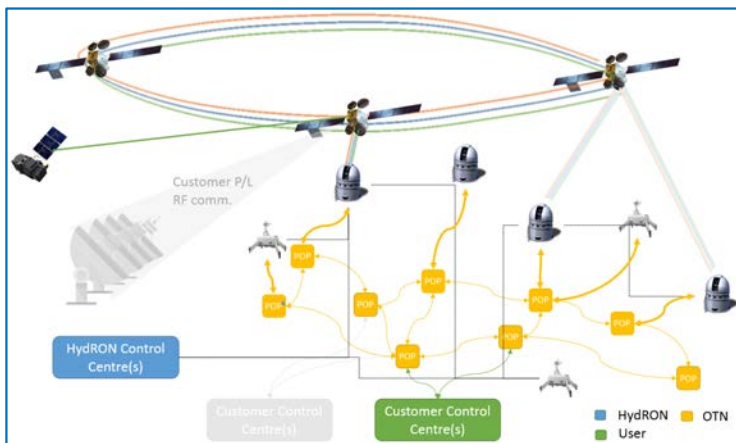 Customer P/L
RF comm.
POP
POP
POP
POP
POP
POP
POP
POP
POP
HydRON Control
Centre(s)
Customer Control
Centre(s)
Customer Control
Centre(s)
HydRON
OTN
User